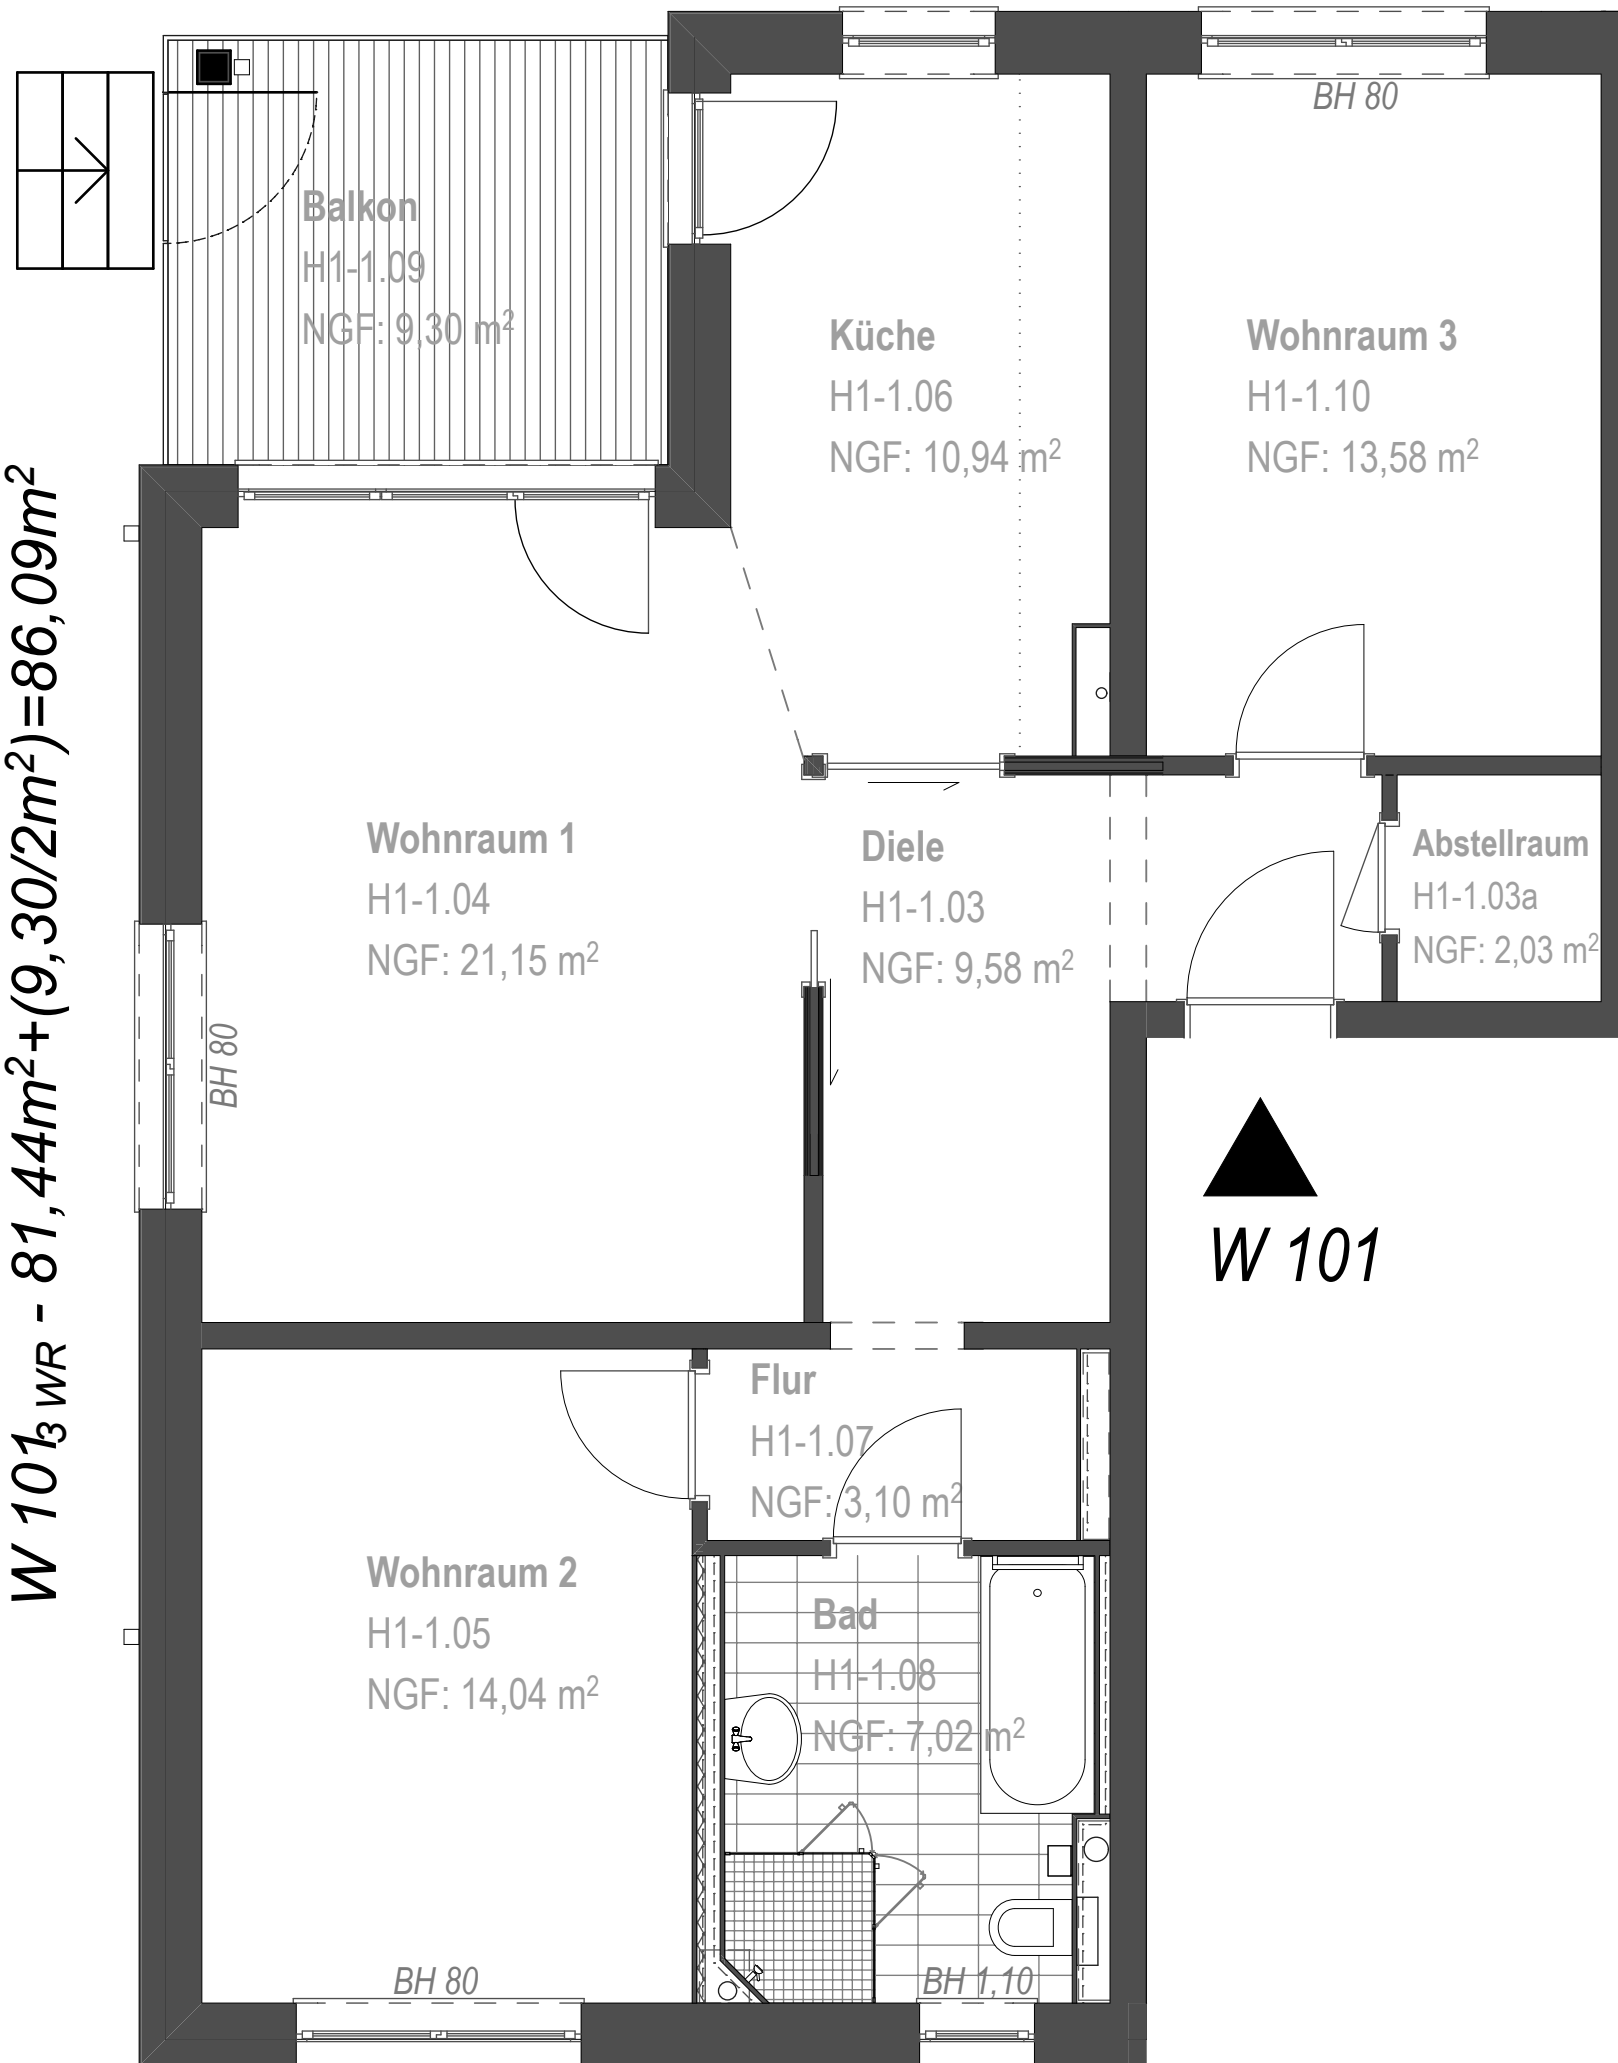 BH 80
Balkon
H1-1.09
NGF: 9,30 m²
Küche
H1-1.06
NGF: 10,94 m²
Wohnraum 3
H1-1.10
NGF: 13,58 m²
W 101 3 WR - 81,44m²+(9,30/2m²)=86,09m²
Wohnraum 1
H1-1.04
NGF: 21,15 m²
Diele
H1-1.03
NGF: 9,58 m²
Abstellraum
H1-1.03a
NGF: 2,03 m²
BH 80
W 101
Flur
H1-1.07
NGF: 3,10 m²
Wohnraum 2
H1-1.05
NGF: 14,04 m²
Bad
H1-1.08
NGF: 7,02 m²
BH 80
BH 1,10